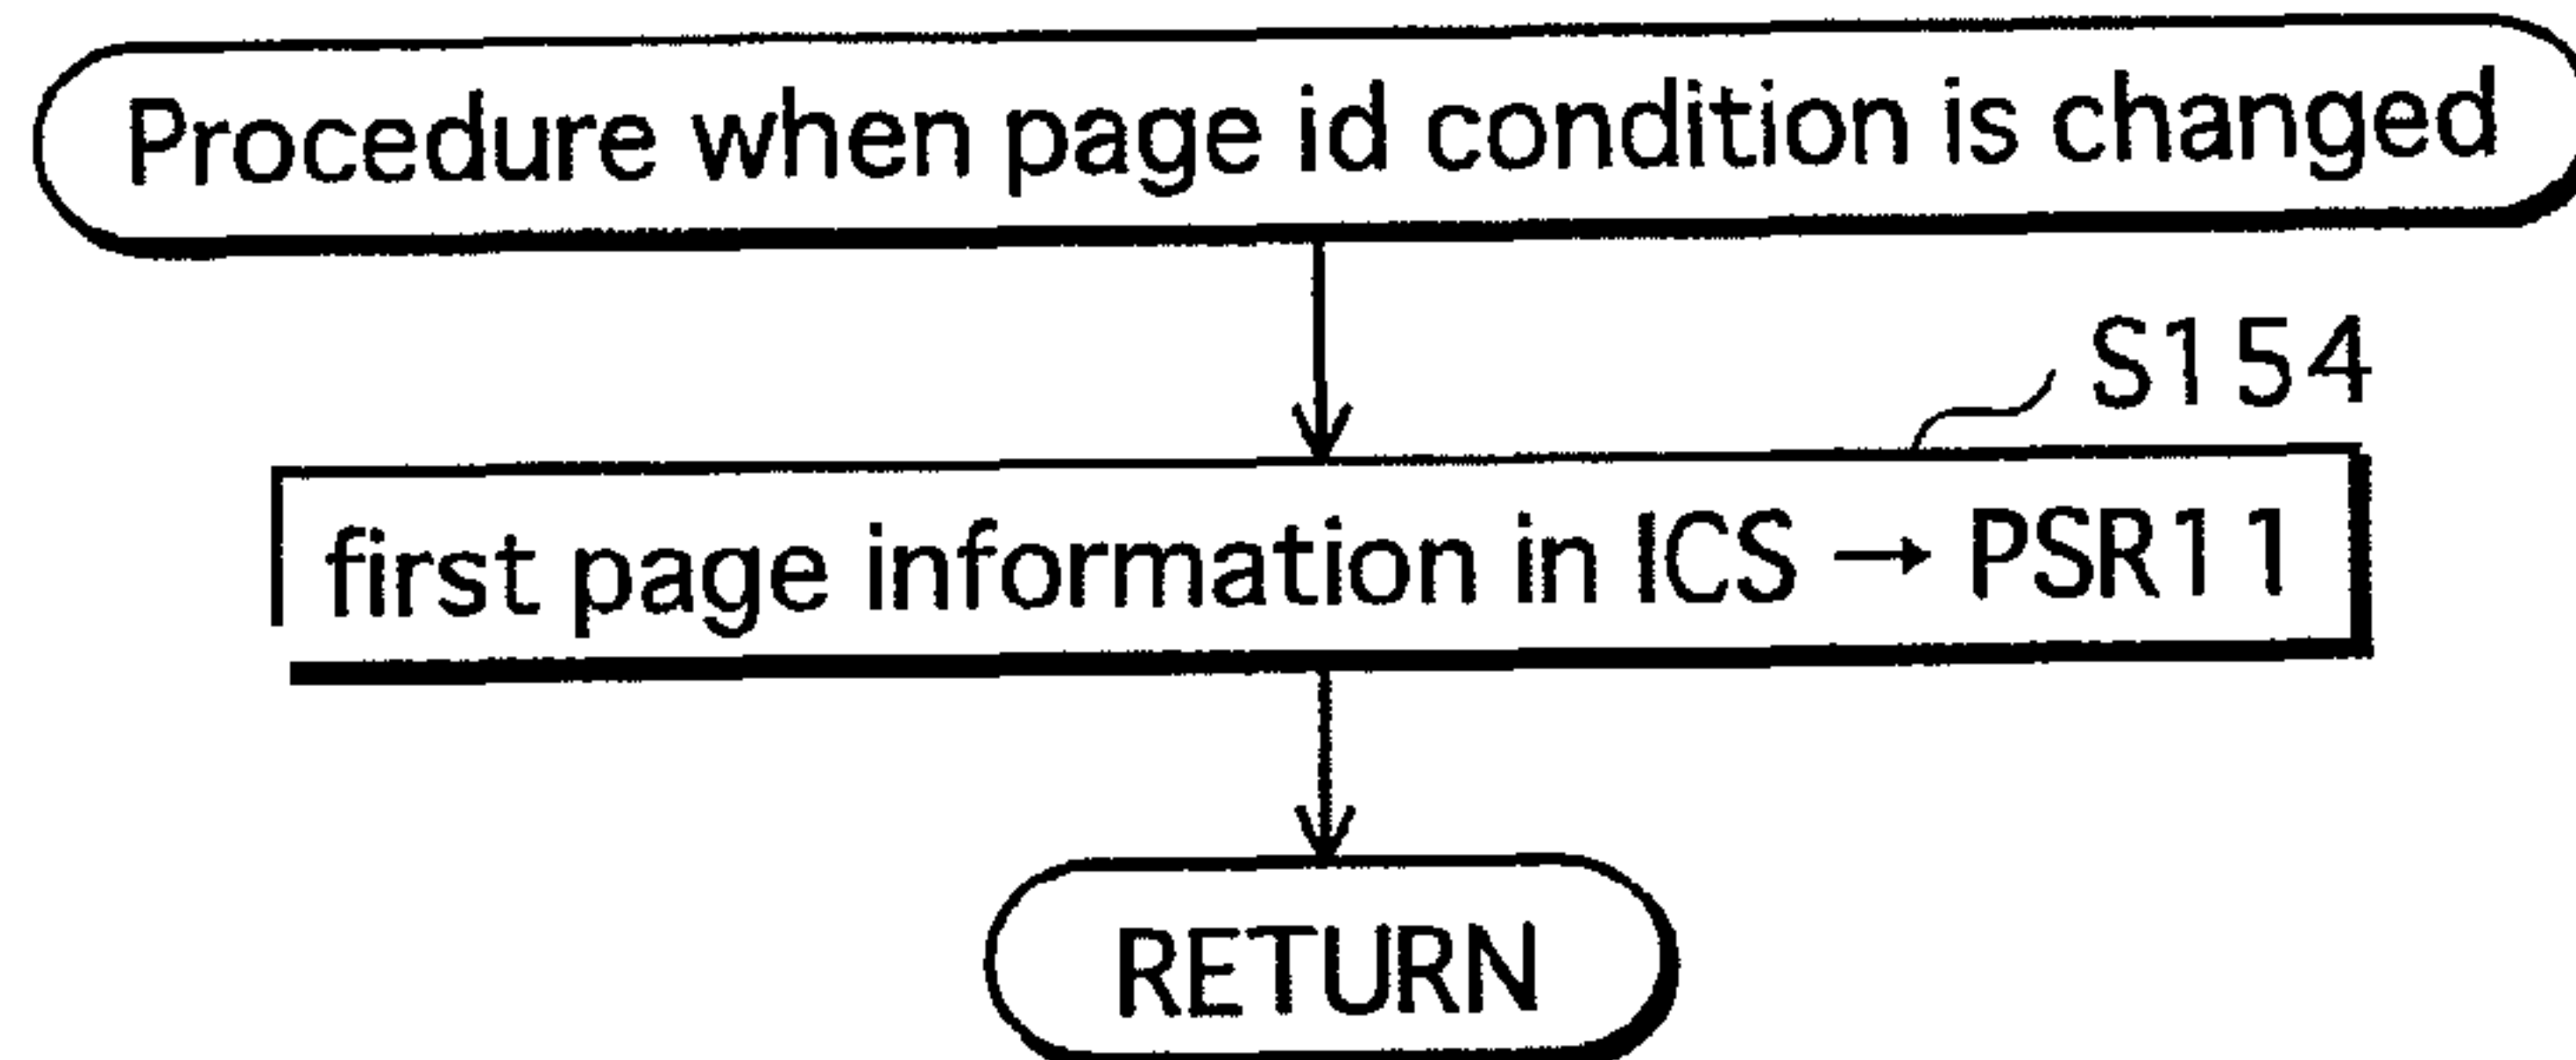 Procedure when page id condition is changed
S154
first page information in ICS → PSR11
RETURN